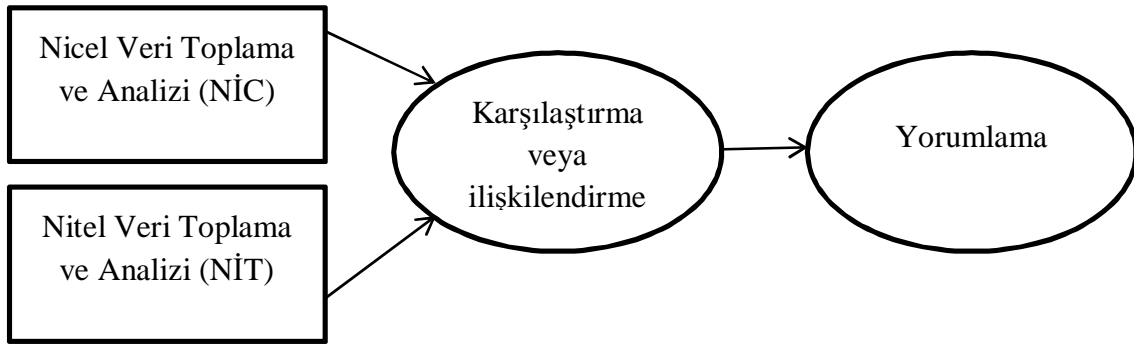 Nicel Veri Toplama
ve Analizi (NİC)
Nitel Veri Toplama
ve Analizi (NİT)
Karşılaştırma
veya
ilişkilendirme
Yorumlama